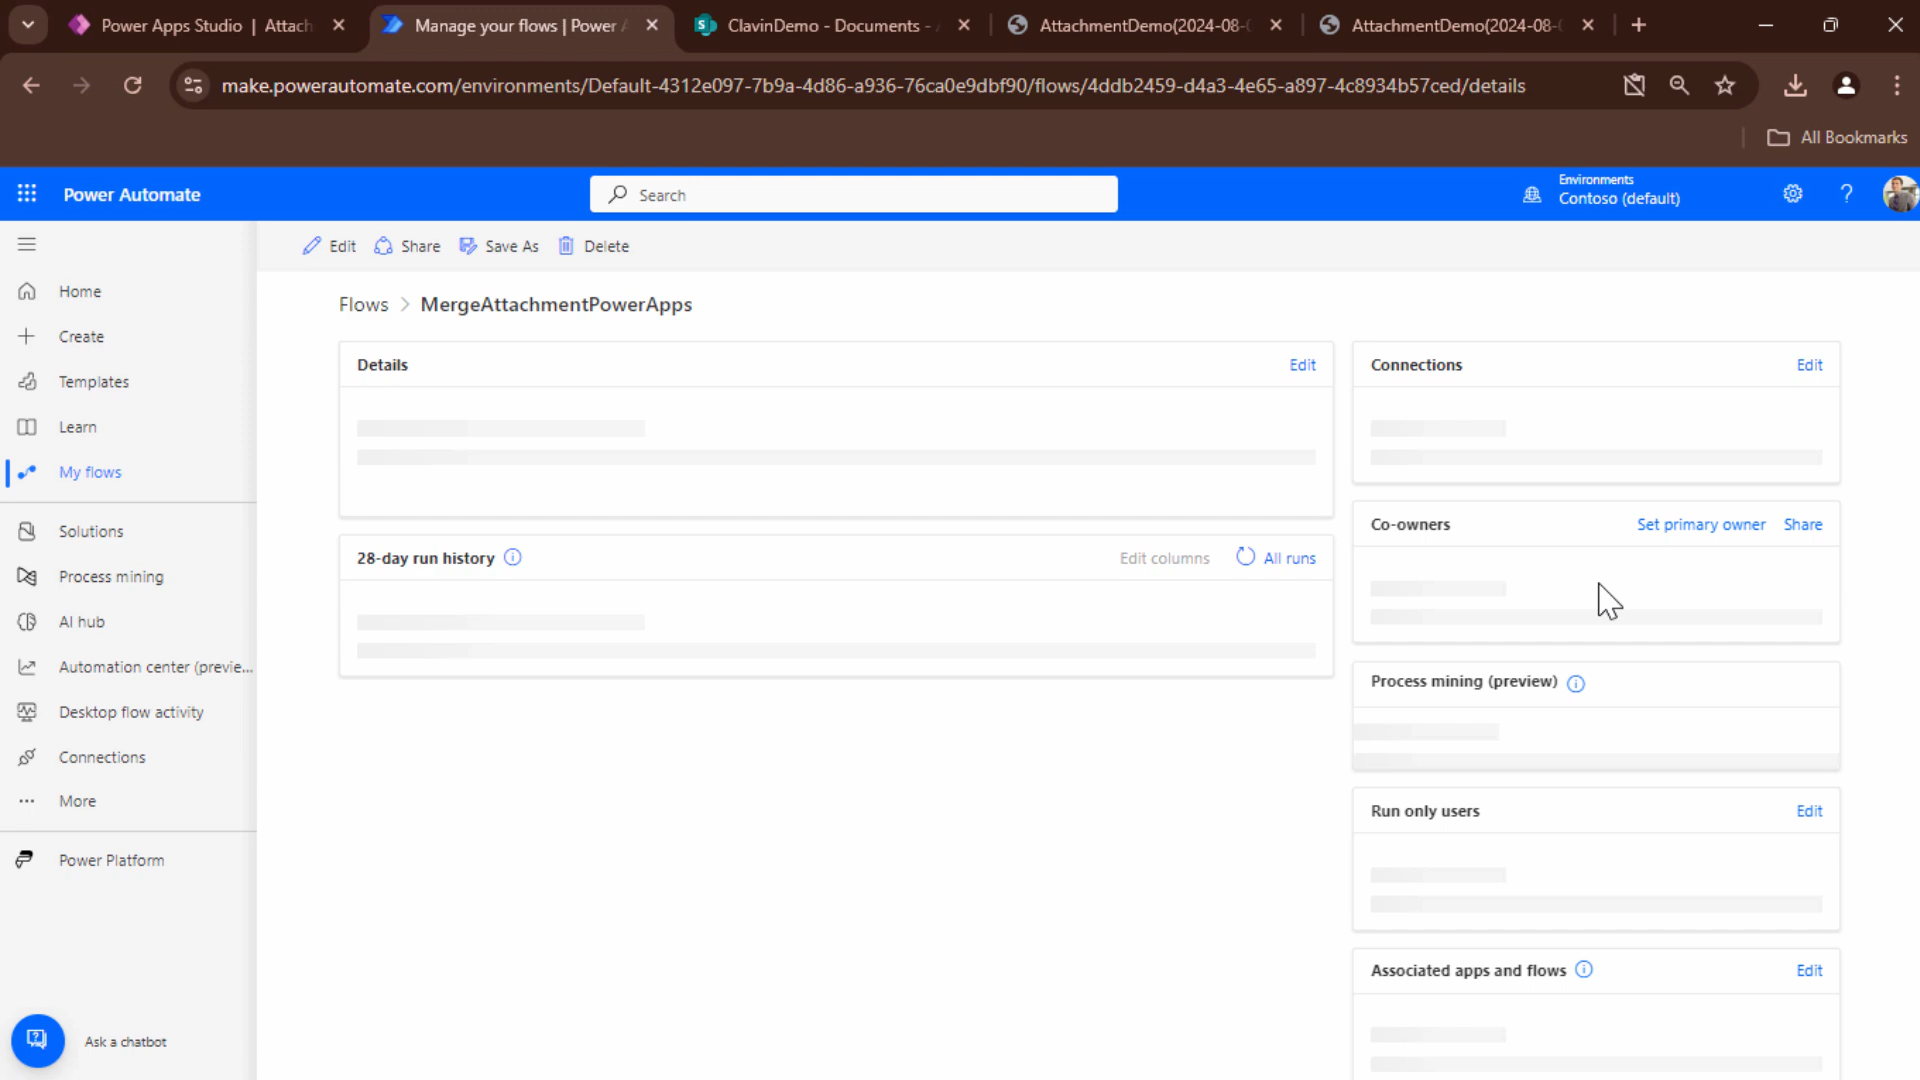 Power Apps Studio | Attach
Manage your flows | Power A
ClavinDemo - Documents -
AttachmentDemo(2024-08-
AttachmentDemo(2024-08-
make.powerautomate.com/environments/Default-4312e097-7b9a-4d86-a936-76ca0e9dbf90/flows/4ddb2459-d4a3-4e65-a897-4c8934b57ced/details
All Bookmarks
Power Automate
Search
Environments
Contoso (default)
Edit
Share
Save As
Delete
Home
Create
Templates
Learn
My flows
Solutions
Process mining
AI hub
Automation center (previe...
Desktop flow activity
Connections
More
Power Platform
Ask a chatbot
Flows > MergeAttachmentPowerApps
Details
Edit
28-day run history
Edit columns
All runs
Connections
Edit
Co-owners
Set primary owner
Share
Process mining (preview)
Run only users
Edit
Associated apps and flows
Edit